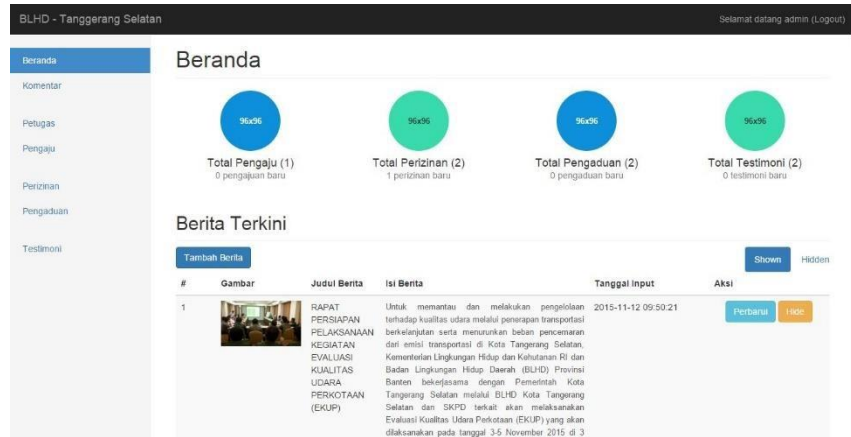 BLHD - Tanggerang Selatan
Selamat datang admin (Logout)
Beranda
Komentar
Petugas
Pengaju
Perizinan
Pengaduan
Testimoni
Beranda
96x96 96x96 96x96 96x96
Total Pengaju (1) Total Perizinan (2) Total Pengaduan (2) Total Testimoni (2)
0 pengajuan baru 1 perizinan baru 0 pengaduan baru 0 testimoni baru
Berita Terkini
Tambah Berita
Shown Hidden
# Gambar Judul Berita Isi Berita Tanggal Input Aksi
1
RAPAT
PERSIAPAN
PELAKSANAAN
KEGIATAN
EVALUASI
KUALITAS
UDARA
PERKOTAAN
(EKUP)
Untuk memantau dan melakukan pengelolaan
terhadap kualitas udara melalui penerapan transportasi
berkelanjutan serta menurunkan beban pencemaran
dari emisi transportasi di Kota Tangerang Selatan,
Kementerian Lingkungan Hidup dan Kehutanan RI dan
Badan Lingkungan Hidup Daerah (BLHD) Provinsi
Banten bekerjasama dengan Pemerintah Kota
Tangerang Selatan melalui BLHD Kota Tangerang
Selatan dan SKPD terkait akan melaksanakan
Evaluasi Kualitas Udara Perkotaan (EKUP) yang akan
dilaksanakan pada tanggal 3-5 November 2015 di 3
2015-11-12 09:50:21
Perbarui Hide